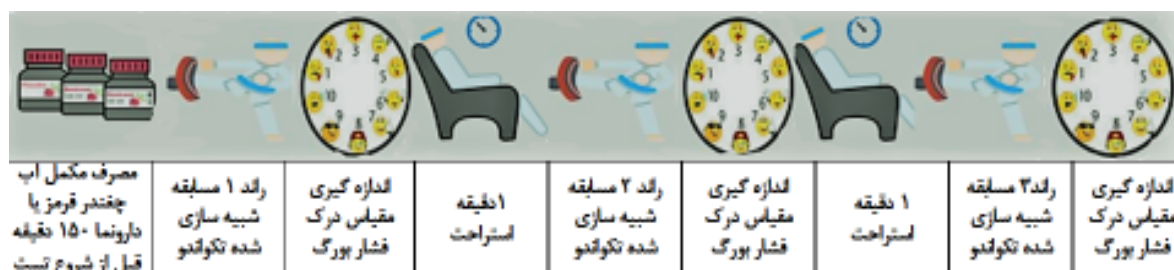 مصرف مکمل اب
چغندر قرمز یا
دارونما ۱۵۰ دقیقه
قبل از شروع تست
راند ۱ مسابقه
شبیه سازی
شده تکواندو
اندازه گیری
مقیاس درک
فشار بورگ
۱دقیقه
استراحت
راند ۲ مسابقه
شبیه سازی
شده تکواندو
اندازه گیری
مقیاس درک
فشار بورگ
۱ دقیقه
استراحت
راند۳ مسابقه
شبیه سازی
شده تکواندو
اندازه گیری
مقیاس درک
فشار بورگ